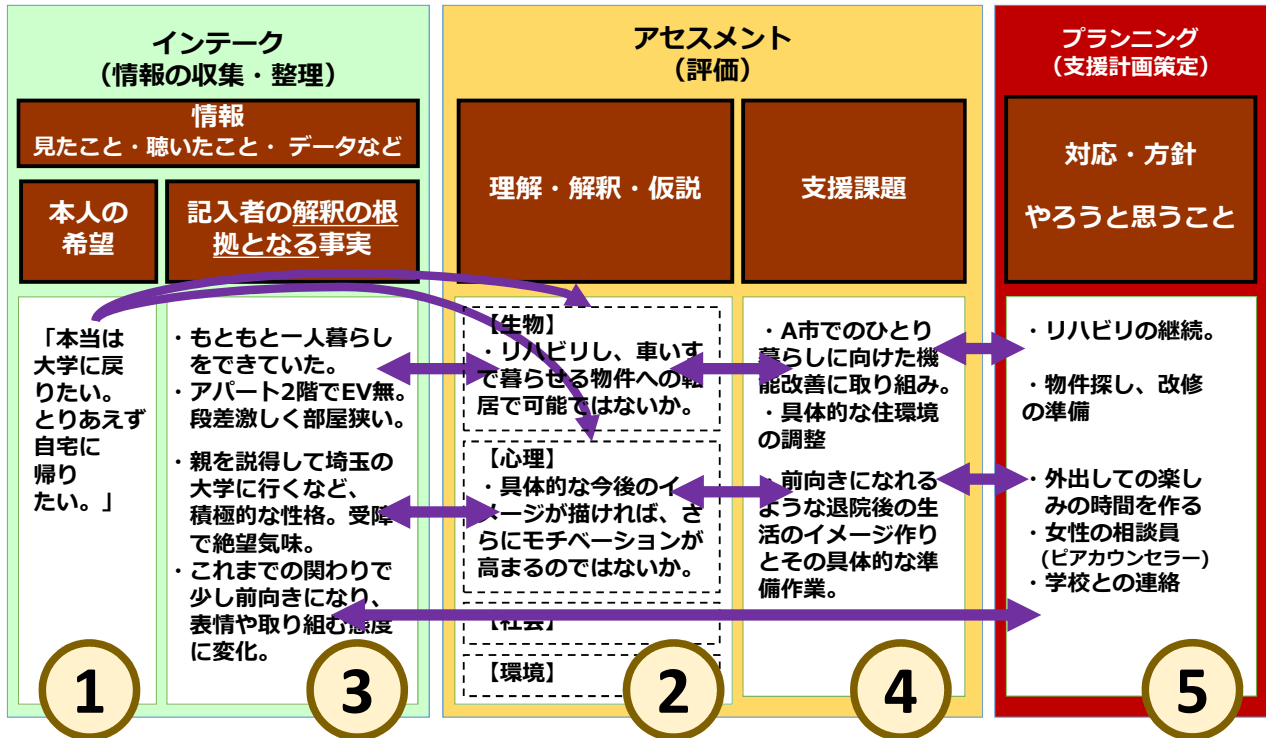 インテーク
（情報の収集・整理）
情報
見たこと・聴いたこと・ データなど
本人の
希望
記入者の解釈の根
拠となる事実
「本当は
大学に戻
りたい。
とりあえず
自宅に
帰り
たい。」
・もともと一人暮らし
をできていた。
・アパート2階でEV無。
段差激しく部屋狭い。
・親を説得して埼玉の
大学に行くなど、
積極的な性格。受障
で絶望気味。
・これまでの関わりで
少し前向きになり、
表情や取り組む態度
に変化。
①
③
アセスメント
（評価）
理解・解釈・仮説
支援課題
【生物】
・リハビリし、車いす
で暮らせる物件への転
居で可能ではないか。
【心理】
・具体的な今後のイ
メージが描ければ、さ
らにモチベーションが
高まるのではないか。
【社会】
【環境】
②
・A市でのひとり
暮らしに向けた機
能改善に取り組み。
・具体的な住環境
の調整
・前向きになれる
ような退院後の生
活のイメージ作り
とその具体的な準
備作業。
④
プランニング
（支援計画策定）
対応・方針
やろうと思うこと
・リハビリの継続。
・物件探し、改修
の準備
・外出しての楽し
みの時間を作る
・女性の相談員
(ピアカウンセラー)
・学校との連絡
⑤